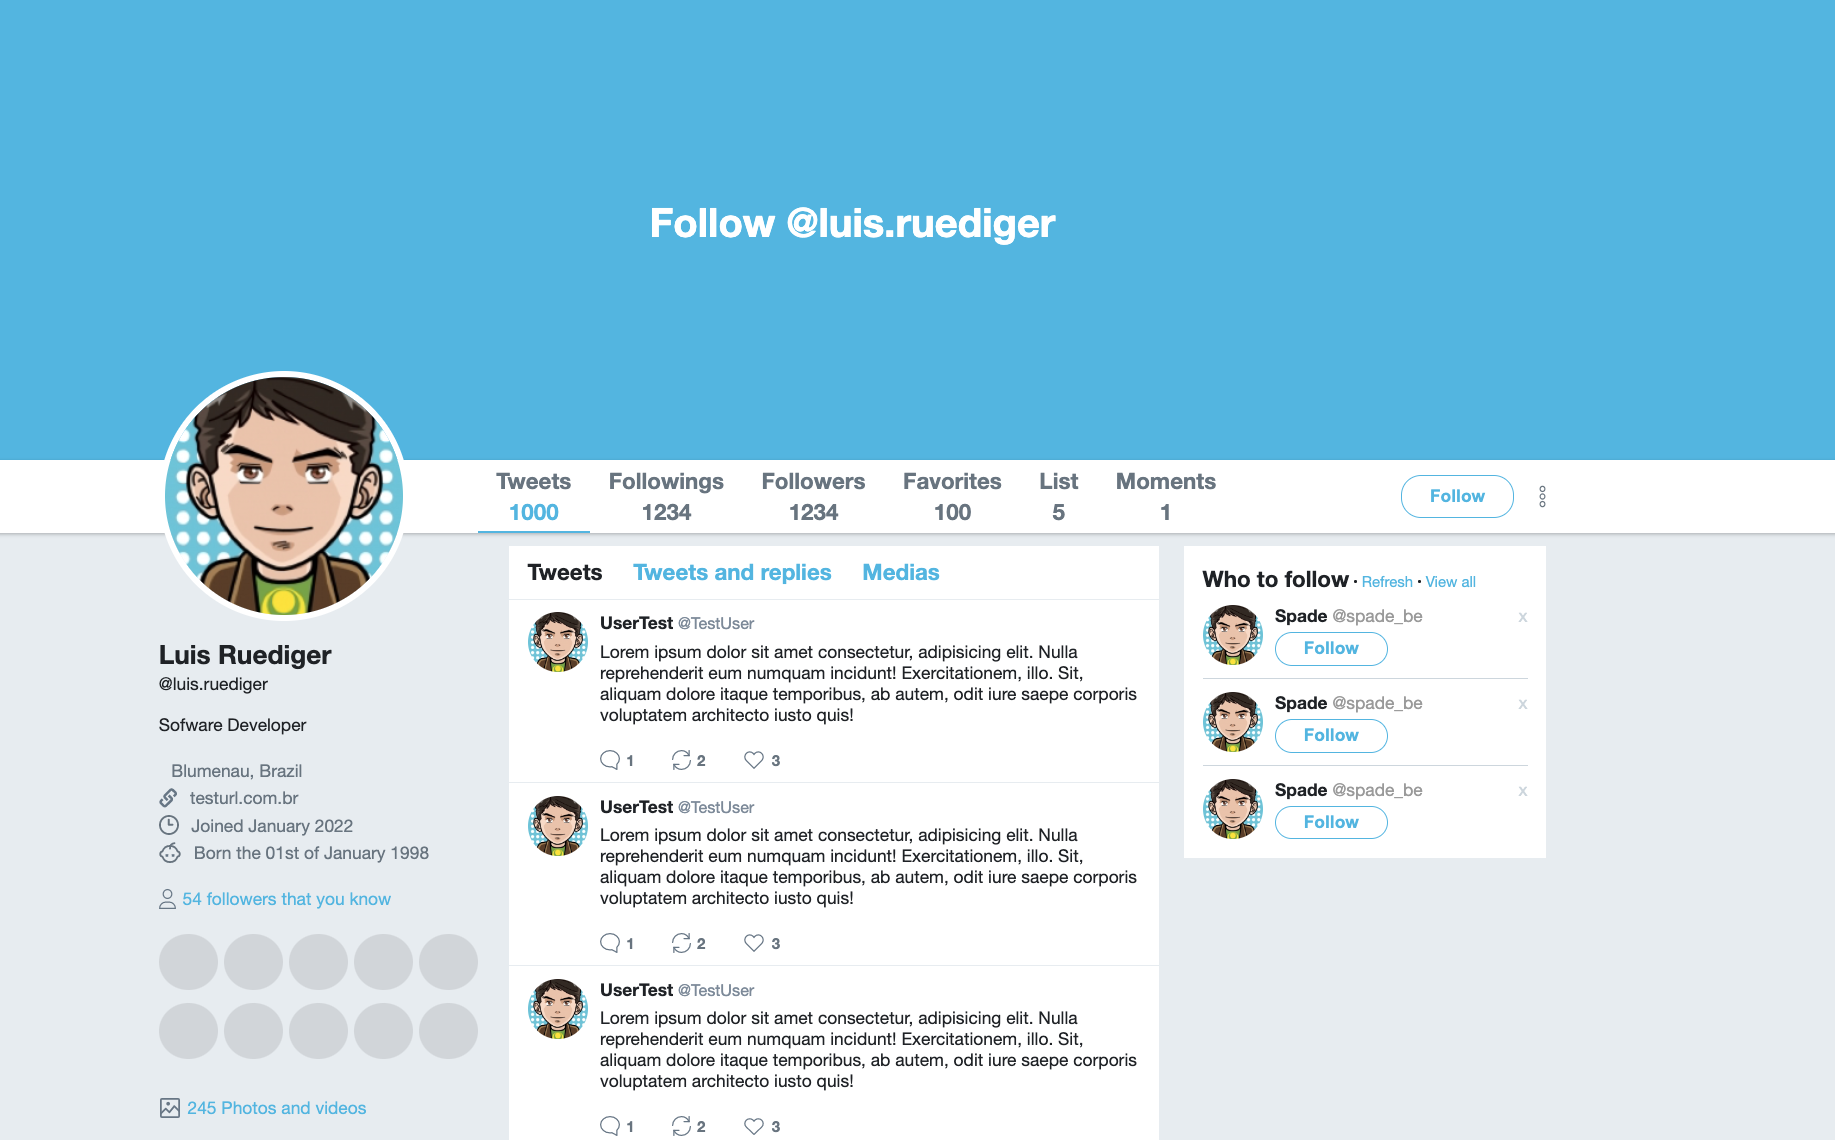 Follow @luis.ruediger
Tweets Followings Followers Favorites List Moments
1000 1234 1234 100 5 1
Follow
Luis Ruediger
@luis.ruediger
Sofware Developer
Blumenau, Brazil
testurl.com.br
Joined January 2022
Born the 01st of January 1998
54 followers that you know
245 Photos and videos
Tweets Tweets and replies Medias
UserTest @TestUser
Lorem ipsum dolor sit amet consectetur, adipisicing elit. Nulla
reprehenderit eum numquam incidunt! Exercitationem, illo. Sit,
aliquam dolore itaque temporibus, ab autem, odit iure saepe corporis
voluptatem architecto iusto quis!
1 2 3
UserTest @TestUser
Lorem ipsum dolor sit amet consectetur, adipisicing elit. Nulla
reprehenderit eum numquam incidunt! Exercitationem, illo. Sit,
aliquam dolore itaque temporibus, ab autem, odit iure saepe corporis
voluptatem architecto iusto quis!
1 2 3
UserTest @TestUser
Lorem ipsum dolor sit amet consectetur, adipisicing elit. Nulla
reprehenderit eum numquam incidunt! Exercitationem, illo. Sit,
aliquam dolore itaque temporibus, ab autem, odit iure saepe corporis
voluptatem architecto iusto quis!
1 2 3
Who to follow · Refresh · View all
Spade @spade_be x
Follow
Spade @spade_be x
Follow
Spade @spade_be x
Follow